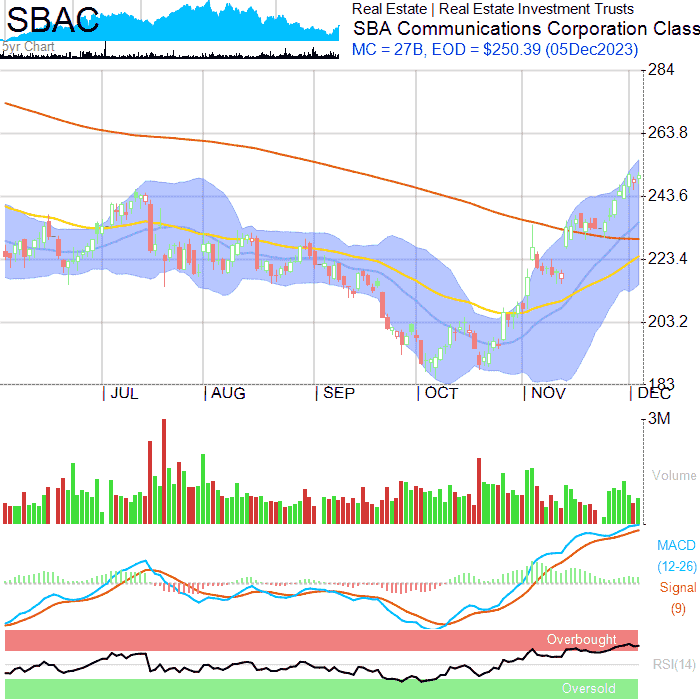 SBAC
5yr Chart
Real Estate | Real Estate Investment Trusts
SBA Communications Corporation Class
MC = 27B, EOD = $250.39 (05Dec2023)
284
263.8
243.6
223.4
203.2
183
JUL AUG SEP OCT NOV DEC
3M
Volume
MACD
(12-26)
Signal
(9)
Overbought
RSI(14)
Oversold